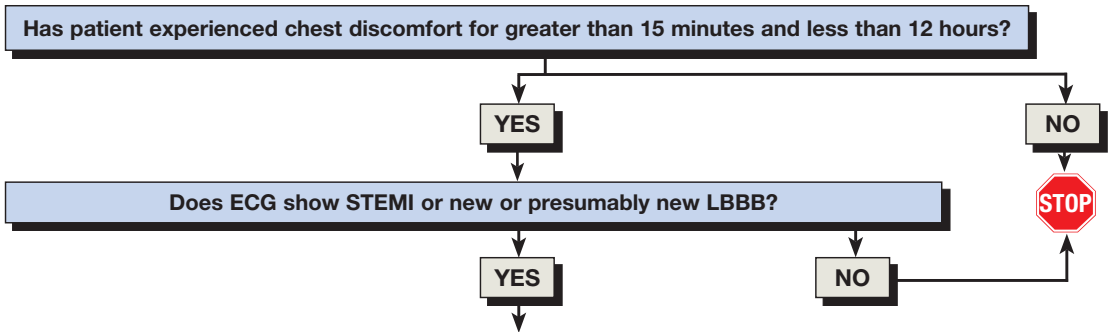 Has patient experienced chest discomfort for greater than 15 minutes and less than 12 hours?
YES
NO
Does ECG show STEMI or new or presumably new LBBB?
STOP
YES
NO